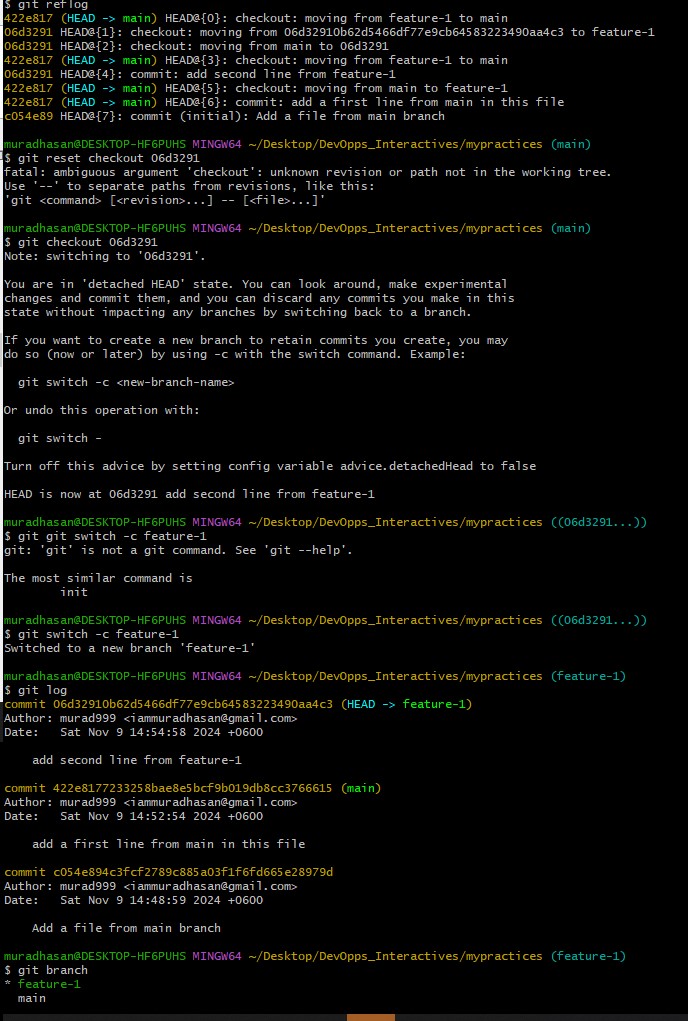 $ git reflog
422e817 (HEAD -> main) HEAD@{0}: checkout: moving from feature-1 to main
06d3291 HEAD@{1}: checkout: moving from 06d32910b62d5466df77e9cb64583223490aa4c3 to feature-1
06d3291 HEAD@{2}: checkout: moving from main to 06d3291
422e817 (HEAD -> main) HEAD@{3}: checkout: moving from feature-1 to main
06d3291 HEAD@{4}: commit: add second line from feature-1
422e817 (HEAD -> main) HEAD@{5}: checkout: moving from main to feature-1
422e817 (HEAD -> main) HEAD@{6}: commit: add a first line from main in this file
c054e89 HEAD@{7}: commit (initial): Add a file from main branch
muradhasan@DESKTOP-HF6PUHS MINGW64 ~/Desktop/DevOpps_Interactives/mypractices (main)
$ git reset checkout 06d3291
fatal: ambiguous argument 'checkout': unknown revision or path not in the working tree.
Use '--' to separate paths from revisions, like this:
'git <command> [<revision>...] -- [<file>...]'
muradhasan@DESKTOP-HF6PUHS MINGW64 ~/Desktop/DevOpps_Interactives/mypractices (main)
$ git checkout 06d3291
Note: switching to '06d3291'.
You are in 'detached HEAD' state. You can look around, make experimental
changes and commit them, and you can discard any commits you make in this
state without impacting any branches by switching back to a branch.
If you want to create a new branch to retain commits you create, you may
do so (now or later) by using -c with the switch command. Example:
git switch -c <new-branch-name>
Or undo this operation with:
git switch -
Turn off this advice by setting config variable advice.detachedHead to false
HEAD is now at 06d3291 add second line from feature-1
muradhasan@DESKTOP-HF6PUHS MINGW64 ~/Desktop/DevOpps_Interactives/mypractices ((06d3291...))
$ git git switch -c feature-1
git: 'git' is not a git command. See 'git --help'.
The most similar command is
init
muradhasan@DESKTOP-HF6PUHS MINGW64 ~/Desktop/DevOpps_Interactives/mypractices ((06d3291...))
$ git switch -c feature-1
Switched to a new branch 'feature-1'
muradhasan@DESKTOP-HF6PUHS MINGW64 ~/Desktop/DevOpps_Interactives/mypractices (feature-1)
$ git log
commit 06d32910b62d5466df77e9cb64583223490aa4c3 (HEAD -> feature-1)
Author: murad999 <iammuradhasan@gmail.com>
Date:   Sat Nov 9 14:54:58 2024 +0600
add second line from feature-1
commit 422e8177233258bae8e5bcf9b019db8cc3766615 (main)
Author: murad999 <iammuradhasan@gmail.com>
Date:   Sat Nov 9 14:52:54 2024 +0600
add a first line from main in this file
commit c054e894c3fcf2789c885a03f1f6fd665e28979d
Author: murad999 <iammuradhasan@gmail.com>
Date:   Sat Nov 9 14:48:59 2024 +0600
Add a file from main branch
muradhasan@DESKTOP-HF6PUHS MINGW64 ~/Desktop/DevOpps_Interactives/mypractices (feature-1)
$ git branch
* feature-1
main